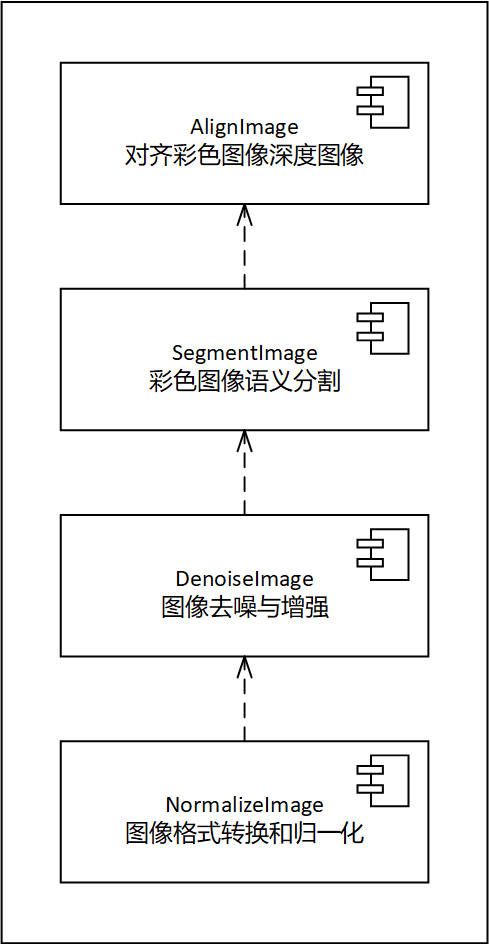 AlignImage
对齐彩色图像深度图像
SegmentImage
彩色图像语义分割
DenoiseImage
图像去噪与增强
NormalizeImage
图像格式转换和归一化